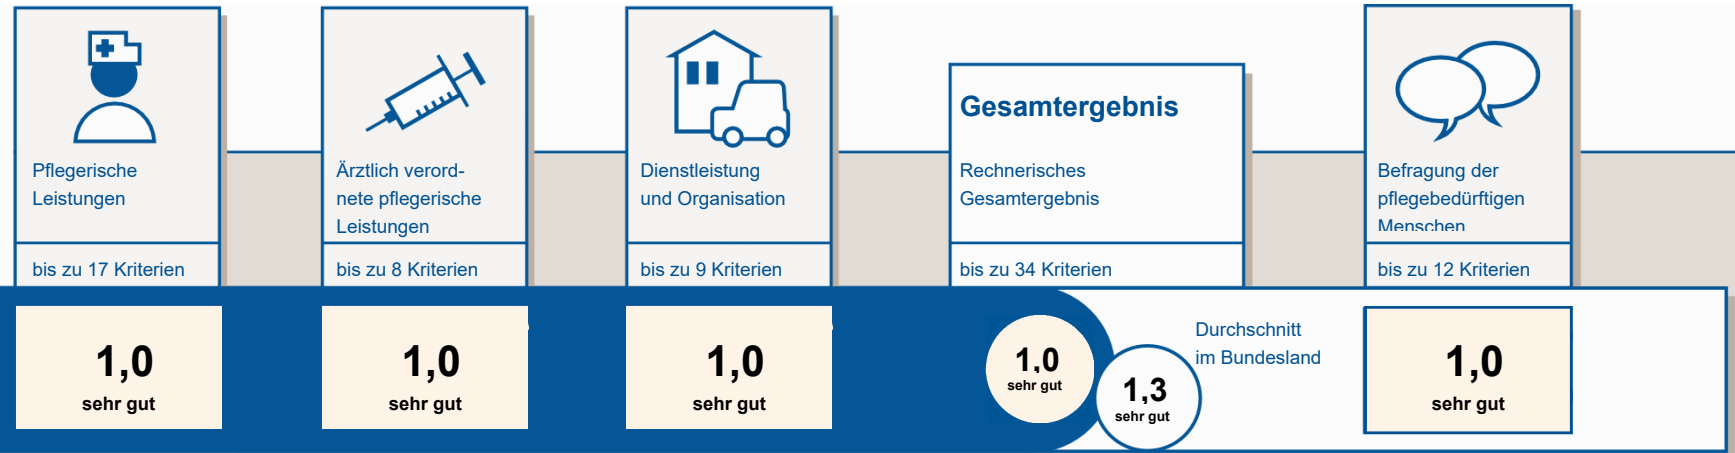 Pflegerische
Leistungen
bis zu 17 Kriterien
1,0
sehr gut
Ärztlich verord-
nete pflegerische
Leistungen
bis zu 8 Kriterien
1,0
sehr gut
Dienstleistung
und Organisation
bis zu 9 Kriterien
1,0
sehr gut
Gesamtergebnis
Rechnerisches
Gesamtergebnis
bis zu 34 Kriterien
1,0
sehr gut
1,3
sehr gut
Durchschnitt
im Bundesland
Befragung der
pflegebedürftigen
Menschen
bis zu 12 Kriterien
1,0
sehr gut